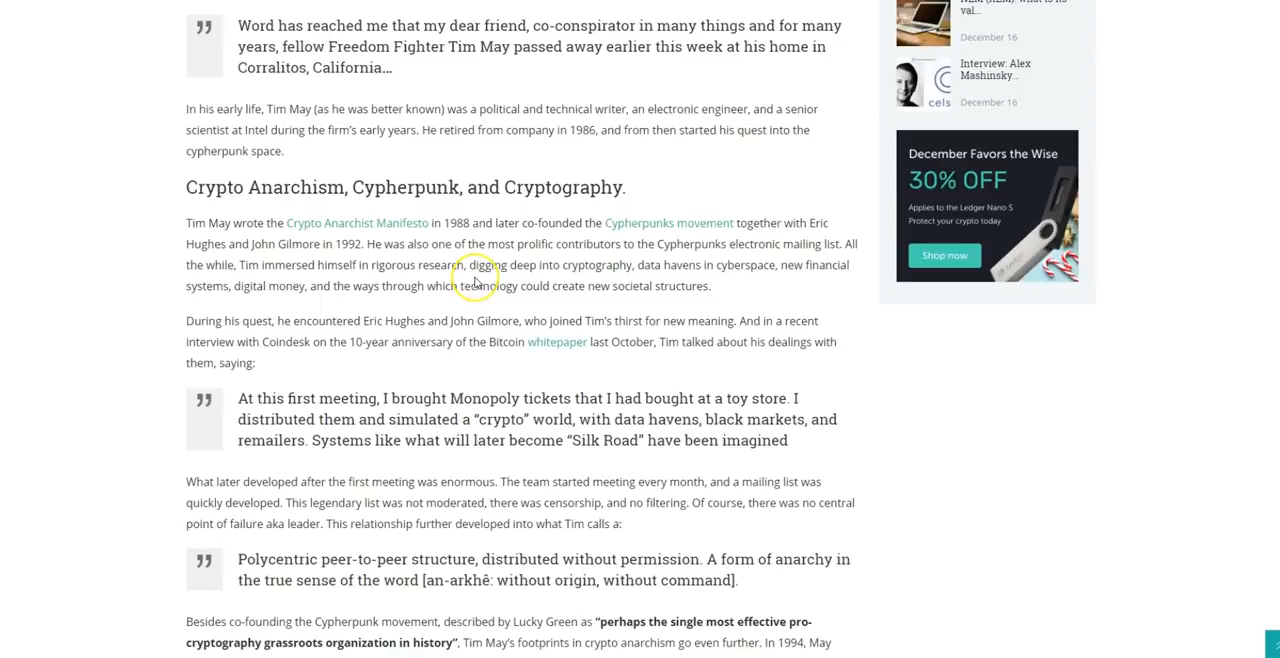 Word has reached me that my dear friend, co-conspirator in many things and for many
years, fellow Freedom Fighter Tim May passed away earlier this week at his home in
Corralitos, California...
In his early life, Tim May (as he was better known) was a political and technical writer, an electronic engineer, and a senior
scientist at Intel during the firm's early years. He retired from company in 1986, and from then started his quest into the
cypherpunk space.
Crypto Anarchism, Cypherpunk, and Cryptography.
Tim May wrote the Crypto Anarchist Manifesto in 1988 and later co-founded the Cypherpunks movement together with Eric
Hughes and John Gilmore in 1992. He was also one of the most prolific contributors to the Cypherpunks electronic mailing list. All
the while, Tim immersed himself in rigorous research, digging deep into cryptography, data havens in cyberspace, new financial
systems, digital money, and the ways through which technology could create new societal structures.
During his quest, he encountered Eric Hughes and John Gilmore, who joined Tim's thirst for new meaning. And in a recent
interview with Coindesk on the 10-year anniversary of the Bitcoin whitepaper last October, Tim talked about his dealings with
them, saying:
At this first meeting, I brought Monopoly tickets that I had bought at a toy store. I
distributed them and simulated a “crypto” world, with data havens, black markets, and
remailers. Systems like what will later become “Silk Road” have been imagined
What later developed after the first meeting was enormous. The team started meeting every month, and a mailing list was
quickly developed. This legendary list was not moderated, there was censorship, and no filtering. Of course, there was no central
point of failure aka leader. This relationship further developed into what Tim calls a:
Polycentric peer-to-peer structure, distributed without permission. A form of anarchy in
the true sense of the word [an-arkhê: without origin, without command].
Besides co-founding the Cypherpunk movement, described by Lucky Green as “perhaps the single most effective pro-
cryptography grassroots organization in history”, Tim May's footprints in crypto anarchism go even further. In 1994, May
val...
December 16
Interview: Alex
Mashinsky...
cels
December 16
December Favors the Wise
30% OFF
Applies to the Ledger Nano S
Protect your crypto today
Shop now
Ledger